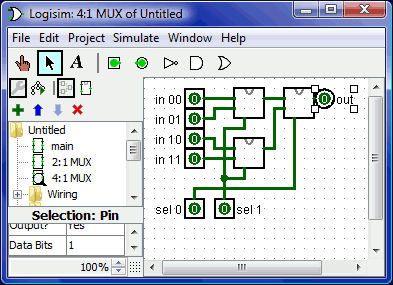 Logisim: 4:1 MUX of Untitled
File Edit Project Simulate Window Help
A
Untitled
main
2:1 MUX
4:1 MUX
Wiring
Selection: Pin
Output? Yes
Data Bits 1
100%
in 00 0
in 01 0
in 10 0
in 11 0
0 out
sel 0 0 0 sel 1